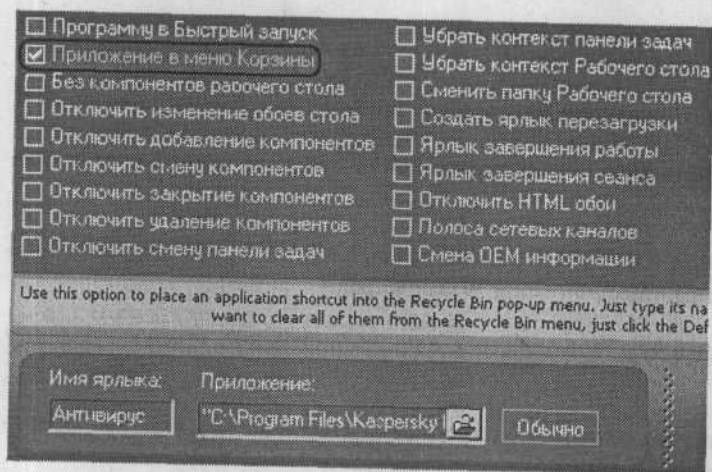 Программу в Быстрый запуск
Приложение в меню Корзины
Без компонентов рабочего стола
Отключить изменение обоев стола
Отключить добавление компонентов
Отключить смену компонентов
Отключить закрытие компонентов
Отключить удаление компонентов
Отключить смену панели задач
Убрать контекст панели задач
Убрать контекст Рабочего стола
Сменить папку Рабочего стола
Создать ярлык перезагрузки
Ярлык завершения работы
Ярлык завершения сеанса
Отключить HTML обои
Полоса сетевых каналов
Смена OEM информации
Use this option to place an application shortcut into the Recycle Bin pop-up menu. Just type its na
want to clear all of them from the Recycle Bin menu, just click the Def
Имя ярлыка: Приложение:
Антивирус "C:\Program Files\Kaspersky Обычно